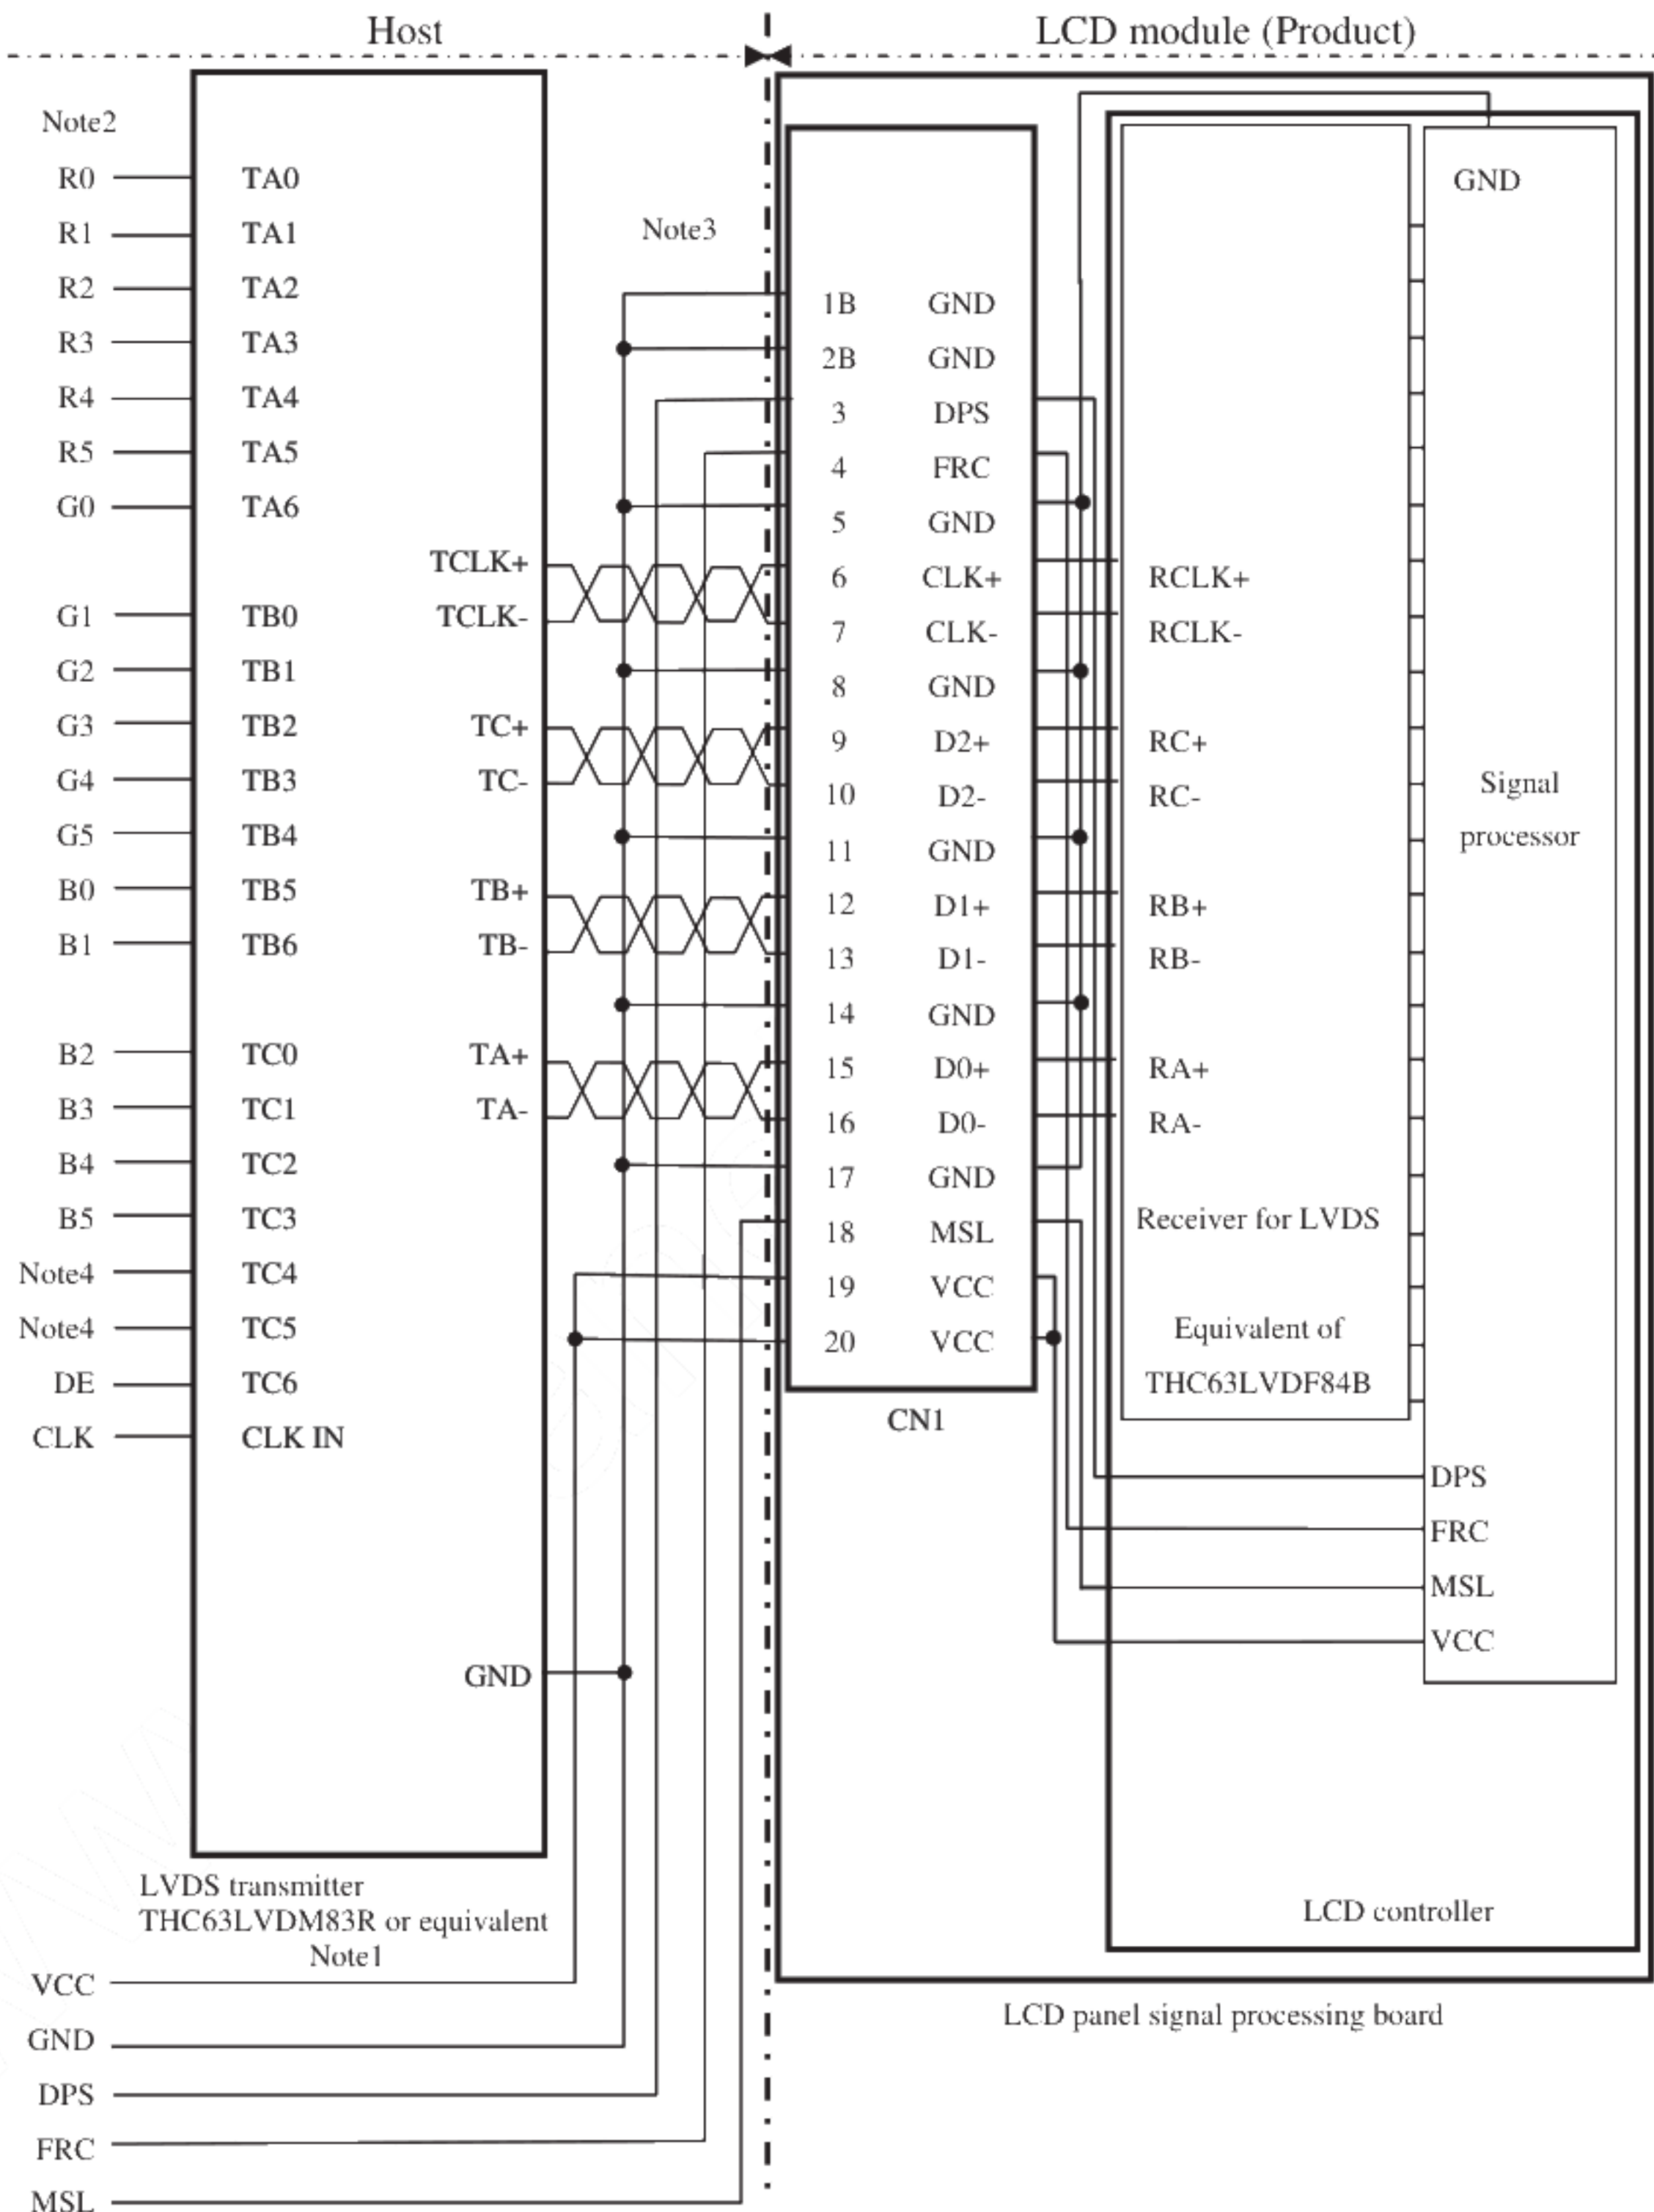 Host
LCD module (Product)
Note2
R0 TA0
R1 TA1
R2 TA2
R3 TA3
R4 TA4
R5 TA5
G0 TA6
G1 TB0
G2 TB1
G3 TB2
G4 TB3
G5 TB4
B0 TB5
B1 TB6
B2 TC0
B3 TC1
B4 TC2
B5 TC3
Note4 TC4
Note4 TC5
DE TC6
CLK CLK IN
TCLK+
TCLK-
TC+
TC-
TB+
TB-
TA+
TA-
GND
LVDS transmitter
THC63LVDM83R or equivalent
Note1
VCC
GND
DPS
FRC
MSL
Note3
1B GND
2B GND
3 DPS
4 FRC
5 GND
6 CLK+
7 CLK-
8 GND
9 D2+
10 D2-
11 GND
12 D1+
13 D1-
14 GND
15 D0+
16 D0-
17 GND
18 MSL
19 VCC
20 VCC
CN1
RCLK+
RCLK-
RC+
RC-
RB+
RB-
RA+
RA-
Receiver for LVDS
Equivalent of
THC63LVDF84B
GND
Signal
processor
DPS
FRC
MSL
VCC
LCD controller
LCD panel signal processing board